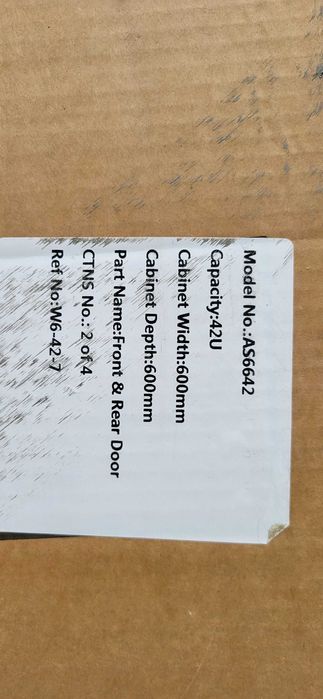 Model No.:AS6642
Capacity:42U
Cabinet Width:600mm
Cabinet Depth:600mm
Part Name:Front & Rear Door
CTNS No.: 2 of 4
Ref No:W6-42-7